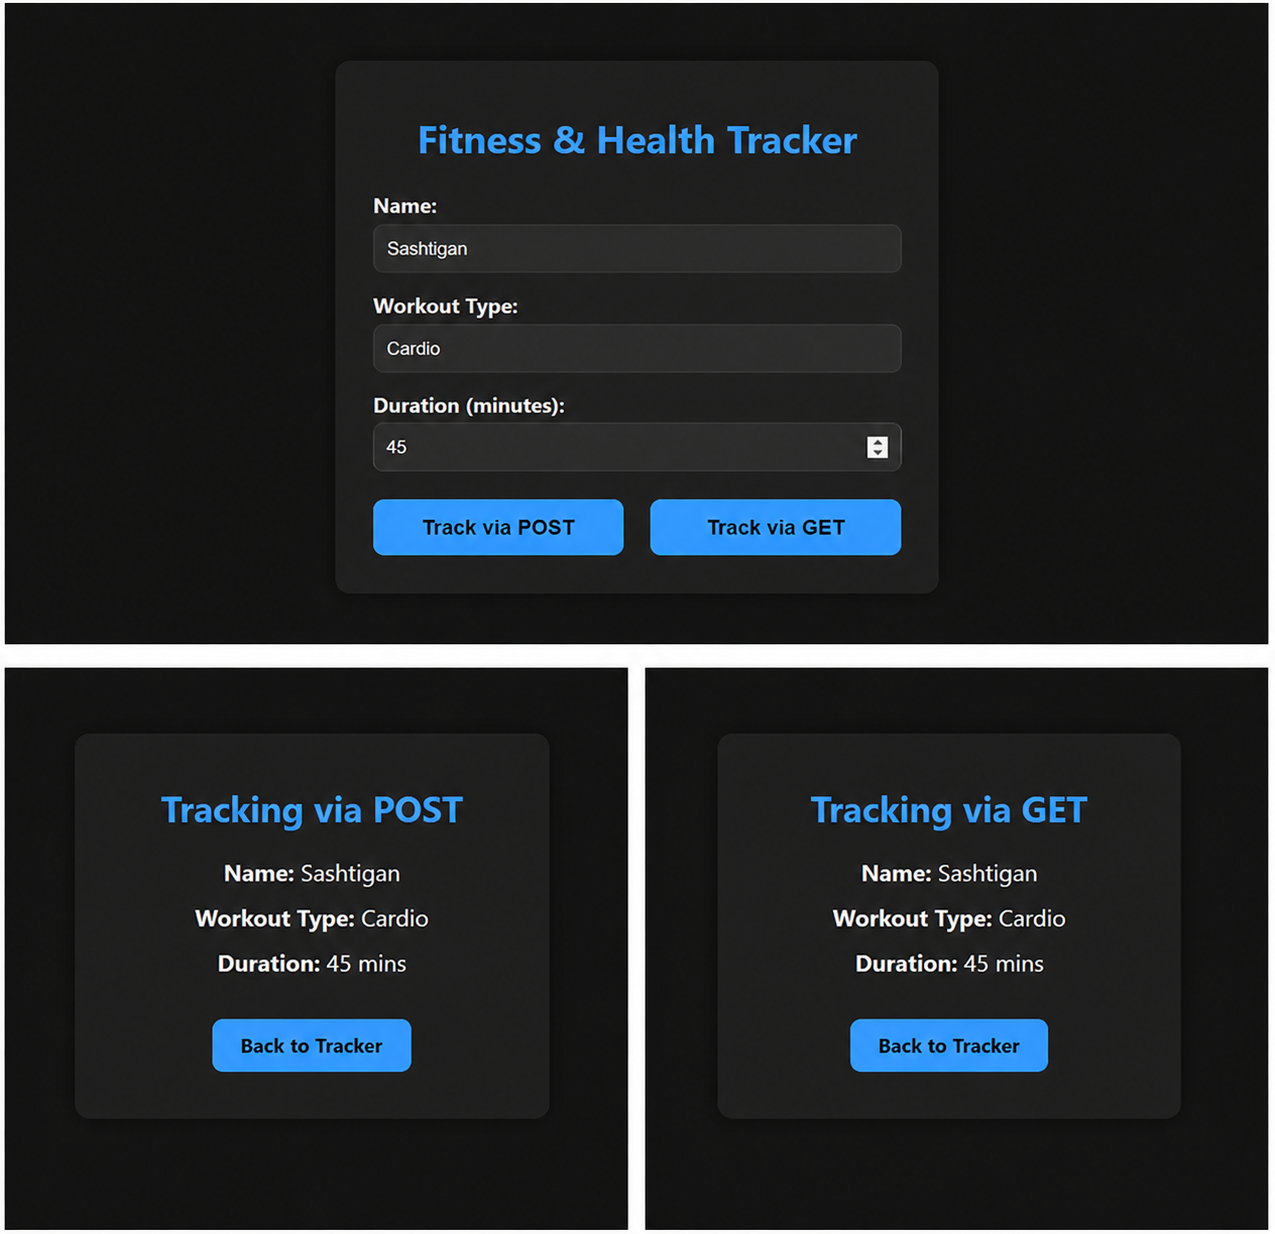 Fitness & Health Tracker
Name:
Sashtigan
Workout Type:
Cardio
Duration (minutes):
45
Track via POST
Track via GET
Tracking via POST
Name: Sashtigan
Workout Type: Cardio
Duration: 45 mins
Back to Tracker
Tracking via GET
Name: Sashtigan
Workout Type: Cardio
Duration: 45 mins
Back to Tracker